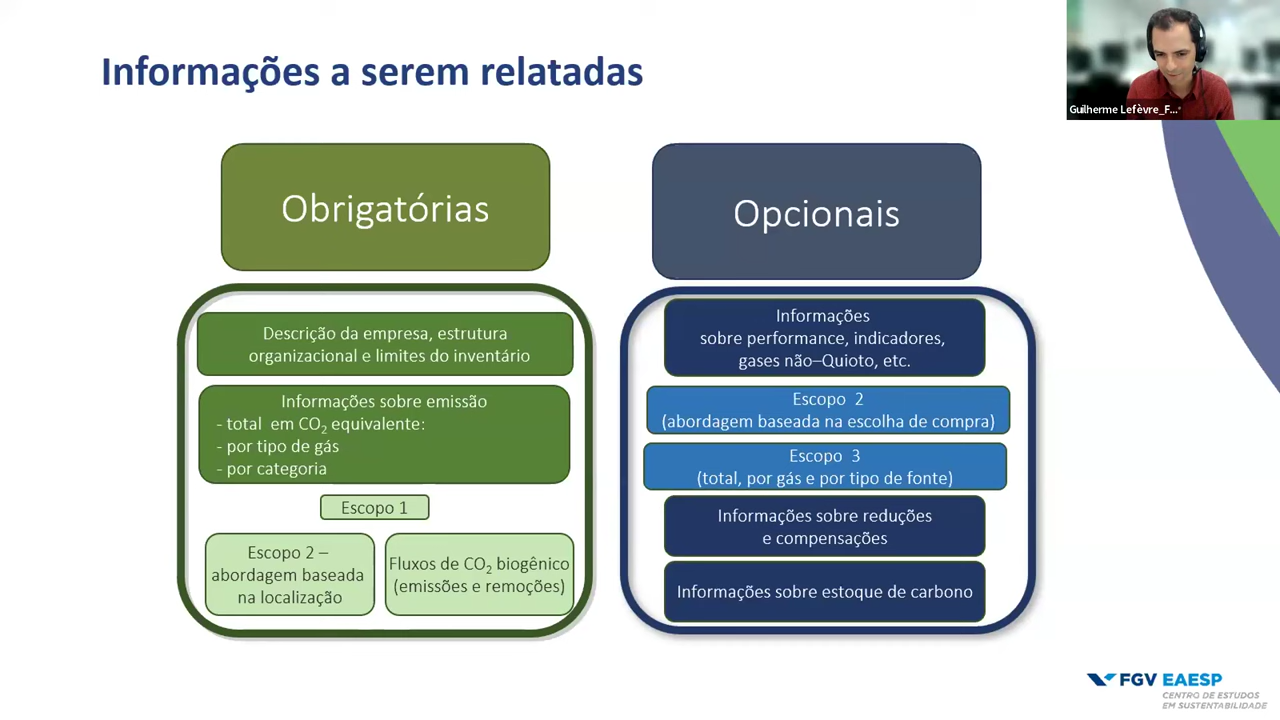 Informações a serem relatadas
Guilherme Lefèvre_F...
Obrigatórias
Descrição da empresa, estrutura
organizacional e limites do inventário
Informações sobre emissão
- total em CO₂ equivalente:
- por tipo de gás
- por categoria
Escopo 1
Escopo 2 –
abordagem baseada
na localização
Fluxos de CO₂ biogênico
(emissões e remoções)
Opcionais
Informações
sobre performance, indicadores,
gases não–Quioto, etc.
Escopo 2
(abordagem baseada na escolha de compra)
Escopo 3
(total, por gás e por tipo de fonte)
Informações sobre reduções
e compensações
Informações sobre estoque de carbono
FGV EAESP
CENTRO DE ESTUDOS
EM SUSTENTABILIDADE